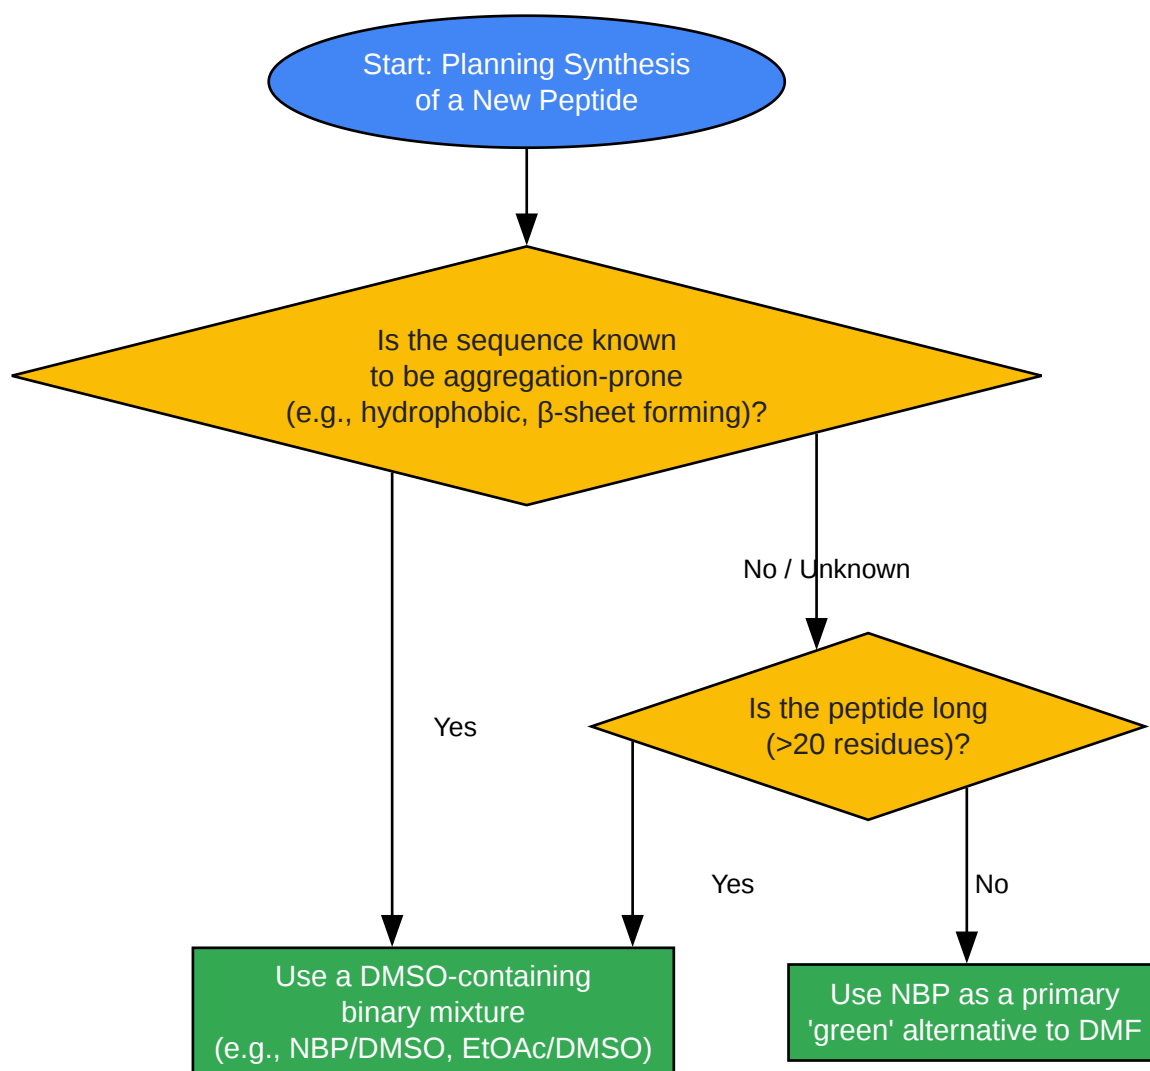 Start: Planning Synthesis
of a New Peptide
Is the sequence known
to be aggregation-prone
(e.g., hydrophobic, β-sheet forming)?
No / Unknown
Is the peptide long
(>20 residues)?
Yes
Yes
No
Use a DMSO-containing
binary mixture
(e.g., NBP/DMSO, EtOAc/DMSO)
Use NBP as a primary
'green' alternative to DMF